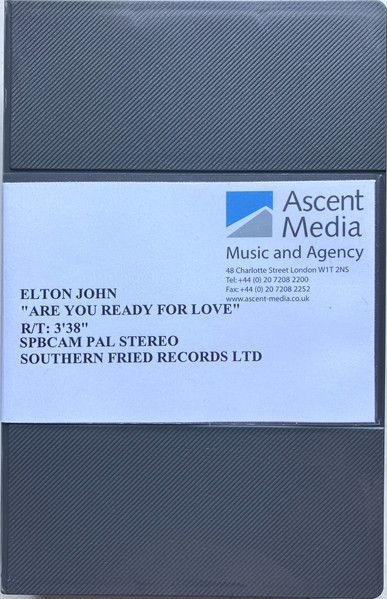 Ascent
Media
Music and Agency
48 Charlotte Street London W1T 2NS
Tel: +44 (0) 20 7208 2200
Fax: +44 (0) 20 7208 2252
www.ascent-media.co.uk
ELTON JOHN
"ARE YOU READY FOR LOVE"
R/T: 3'38"
SPBCAM PAL STEREO
SOUTHERN FRIED RECORDS LTD